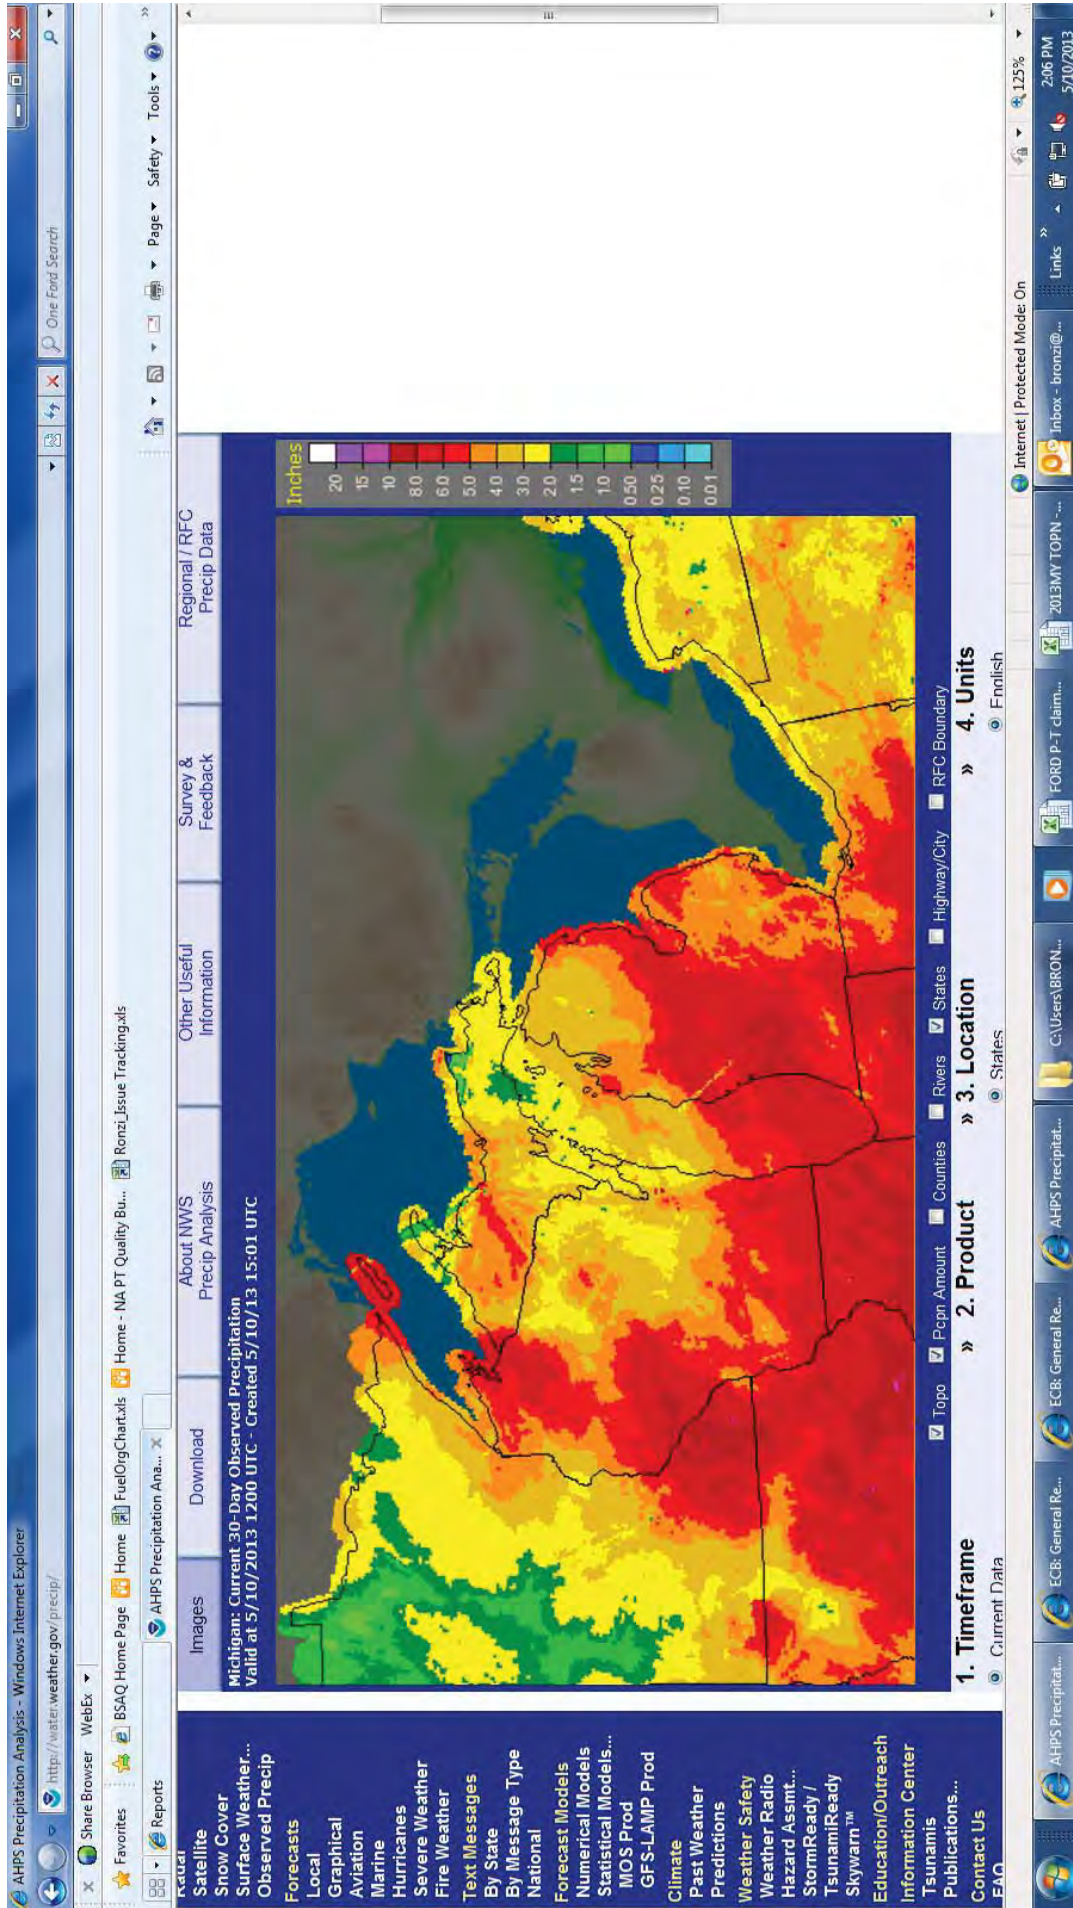 AHPS Precipitation Analysis - Windows Internet Explorer
http://water.weather.gov/precip/
One Ford Search
Share Browser WebEx
Favorites BSAQ Home Page Home FuelOrgChart.xls Home - NA PT Quality Bu... Ronzi_Issue Tracking.xls
Reports AHPS Precipitation Ana...
Page Safety Tools
Satellite
Snow Cover
Surface Weather...
Observed Precip
Forecasts
Local
Graphical
Aviation
Marine
Hurricanes
Severe Weather
Fire Weather
Text Messages
By State
By Message Type
National
Forecast Models
Numerical Models
Statistical Models...
MOS Prod
GFS-LAMP Prod
Climate
Past Weather
Predictions
Weather Safety
Weather Radio
Hazard Assmt...
StormReady /
TsunamiReady
Skywarn™
Education/Outreach
Information Center
Tsunamis
Publications...
Contact Us
FAQ
Images
Download
About NWS
Precip Analysis
Other Useful
Information
Survey &
Feedback
Regional / RFC
Precip Data
Michigan: Current 30-Day Observed Precipitation
Valid at 5/10/2013 1200 UTC - Created 5/10/13 15:01 UTC
Inches
20
15
10
8.0
6.0
5.0
4.0
3.0
2.0
1.5
1.0
0.50
0.25
0.10
0.01
Topo Pcpn Amount Counties Rivers States Highway/City RFC Boundary
1. Timeframe » 2. Product » 3. Location » 4. Units
Current Data States English
Internet | Protected Mode: On 125%
AHPS Precipitat... ECB: General Re... ECB: General Re... AHPS Precipitat... C:\Users\BRON... FORD P-T claim... 2013MY TOPN -... Inbox - bronzi@... Links »
2:06 PM
5/10/2013